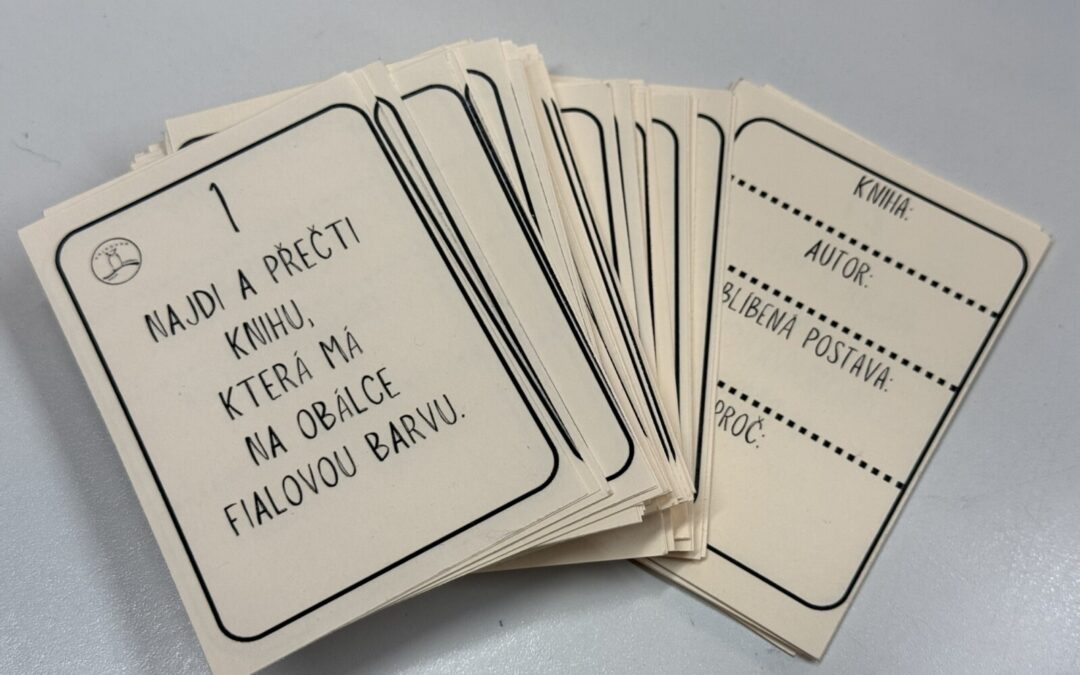 1
NAJDI A PŘEČTI
KNIHU,
KTERÁ MÁ
NA OBÁLCE
FIALOVOU BARVU.
KNIHA:
AUTOR:
BLÍBENÁ POSTAVA:
PROČ: